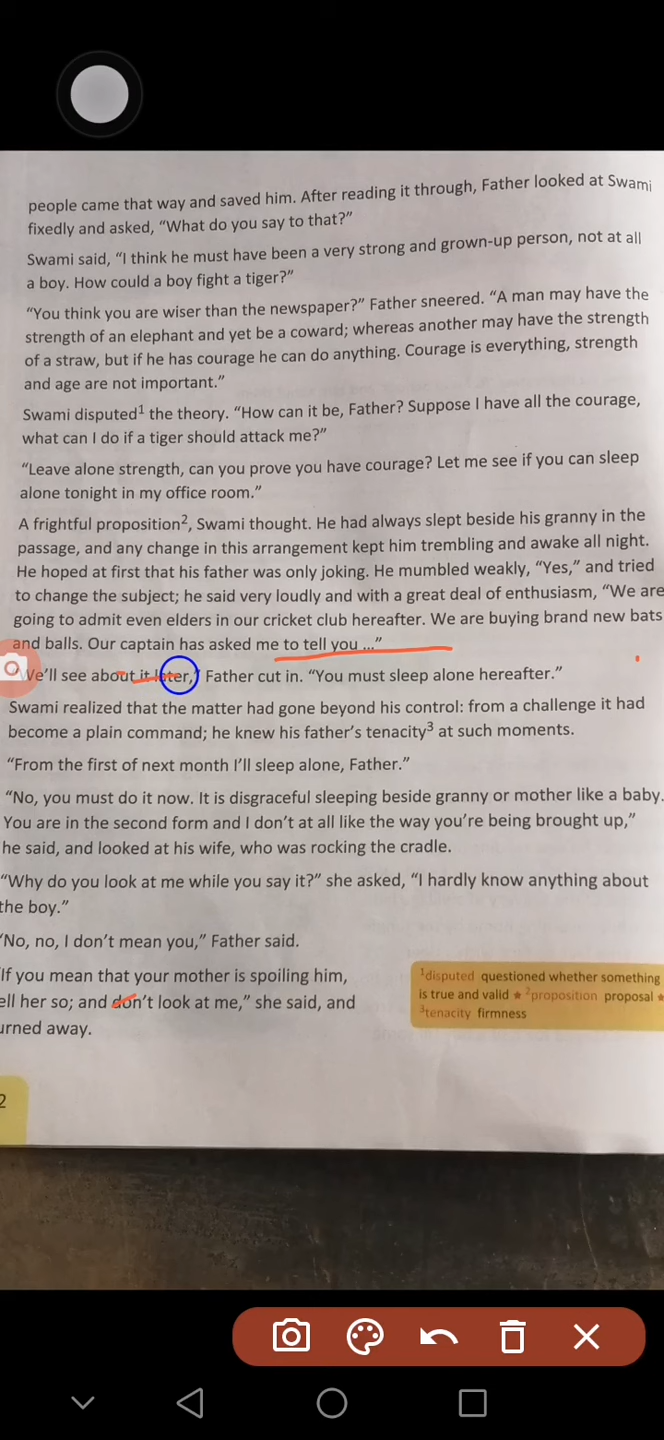 people came that way and saved him. After reading it through, Father looked at Swami
fixedly and asked, “What do you say to that?”
Swami said, “I think he must have been a very strong and grown-up person, not at all
a boy. How could a boy fight a tiger?”
“You think you are wiser than the newspaper?” Father sneered. “A man may have the
strength of an elephant and yet be a coward; whereas another may have the strength
of a straw, but if he has courage he can do anything. Courage is everything, strength
and age are not important.”
Swami disputed¹ the theory. “How can it be, Father? Suppose I have all the courage,
what can I do if a tiger should attack me?”
“Leave alone strength, can you prove you have courage? Let me see if you can sleep
alone tonight in my office room.”
A frightful proposition², Swami thought. He had always slept beside his granny in the
passage, and any change in this arrangement kept him trembling and awake all night.
He hoped at first that his father was only joking. He mumbled weakly, “Yes,” and tried
to change the subject; he said very loudly and with a great deal of enthusiasm, “We are
going to admit even elders in our cricket club hereafter. We are buying brand new bats
and balls. Our captain has asked me to tell you ...”
We’ll see about it later,” Father cut in. “You must sleep alone hereafter.”
Swami realized that the matter had gone beyond his control: from a challenge it had
become a plain command; he knew his father’s tenacity³ at such moments.
“From the first of next month I’ll sleep alone, Father.”
“No, you must do it now. It is disgraceful sleeping beside granny or mother like a baby.
You are in the second form and I don’t at all like the way you’re being brought up,”
he said, and looked at his wife, who was rocking the cradle.
“Why do you look at me while you say it?” she asked, “I hardly know anything about
the boy.”
“No, no, I don’t mean you,” Father said.
“If you mean that your mother is spoiling him,
ell her so; and don’t look at me,” she said, and
urned away.
¹disputed questioned whether something
is true and valid ★ ²proposition proposal ★
³tenacity firmness
2